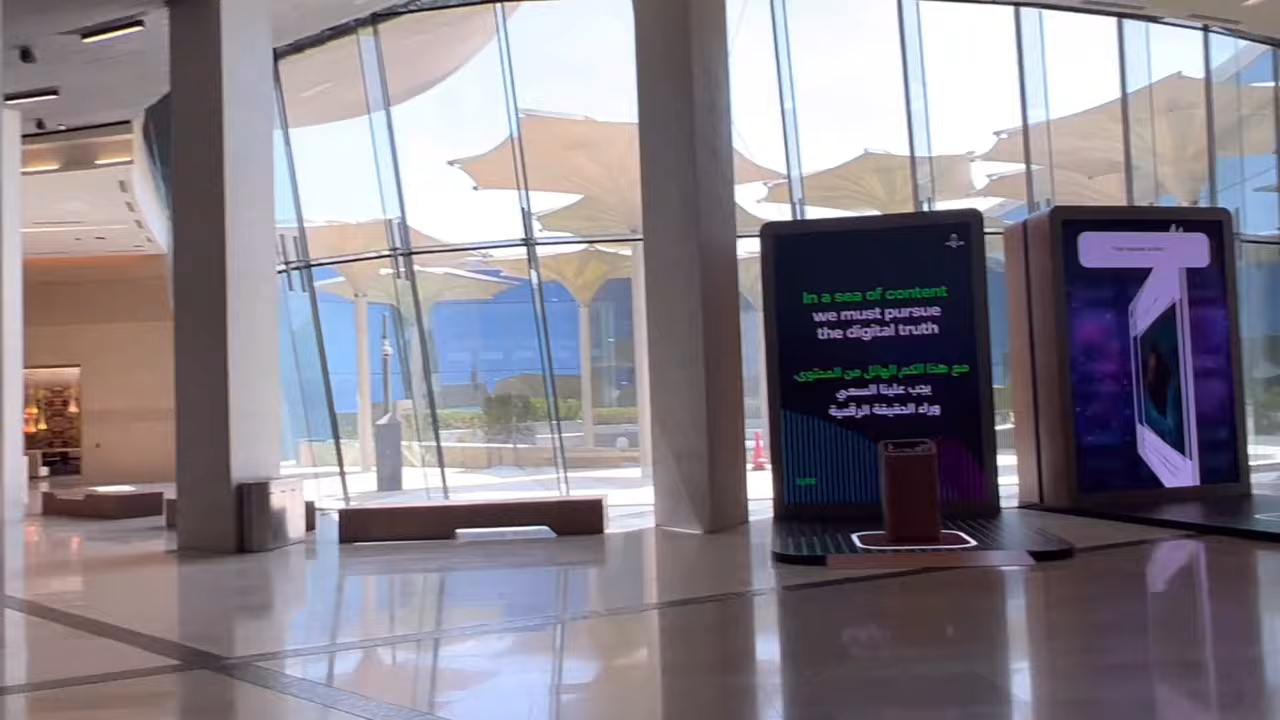 In a sea of content
we must pursue
the digital truth
مع هذا الكم الهائل من المحتوى،
يجب علينا السعي
وراء الحقيقة الرقمية
sync